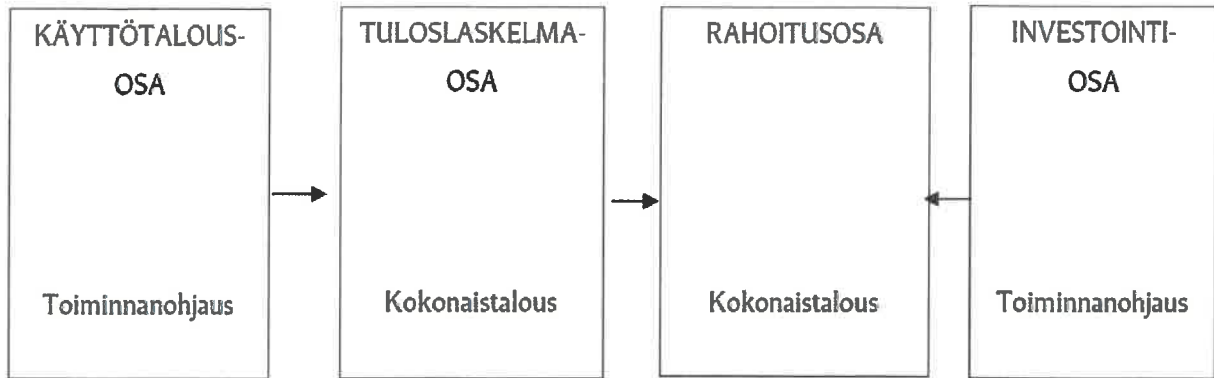 KÄYTTÖTALOUS-
OSA
Toiminnanohjaus
TULOSLASKELMA-
OSA
Kokonaistalous
RAHOITUSOSA
Kokonaistalous
INVESTOINTI-
OSA
Toiminnanohjaus